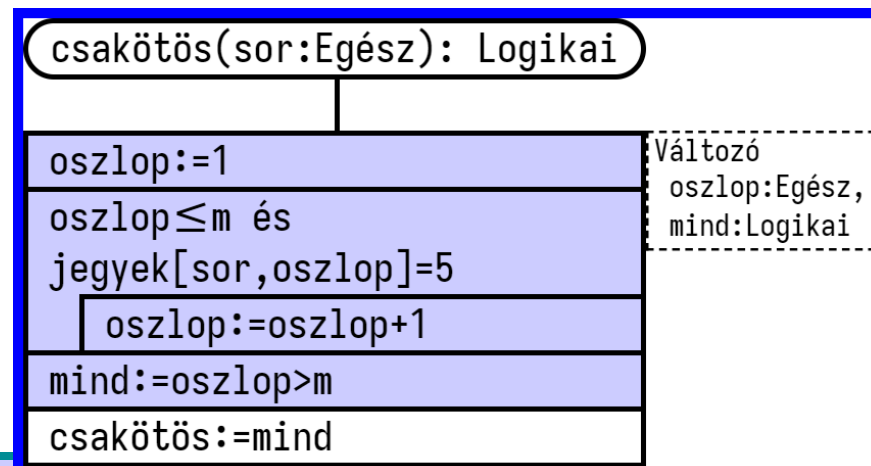 csakötös(sor:Egész): Logikai
oszlop:=1
Változó
oszlop:Egész,
mind:Logikai
oszlop≤m és
jegyek[sor,oszlop]=5
oszlop:=oszlop+1
mind:=oszlop>m
csakötös:=mind